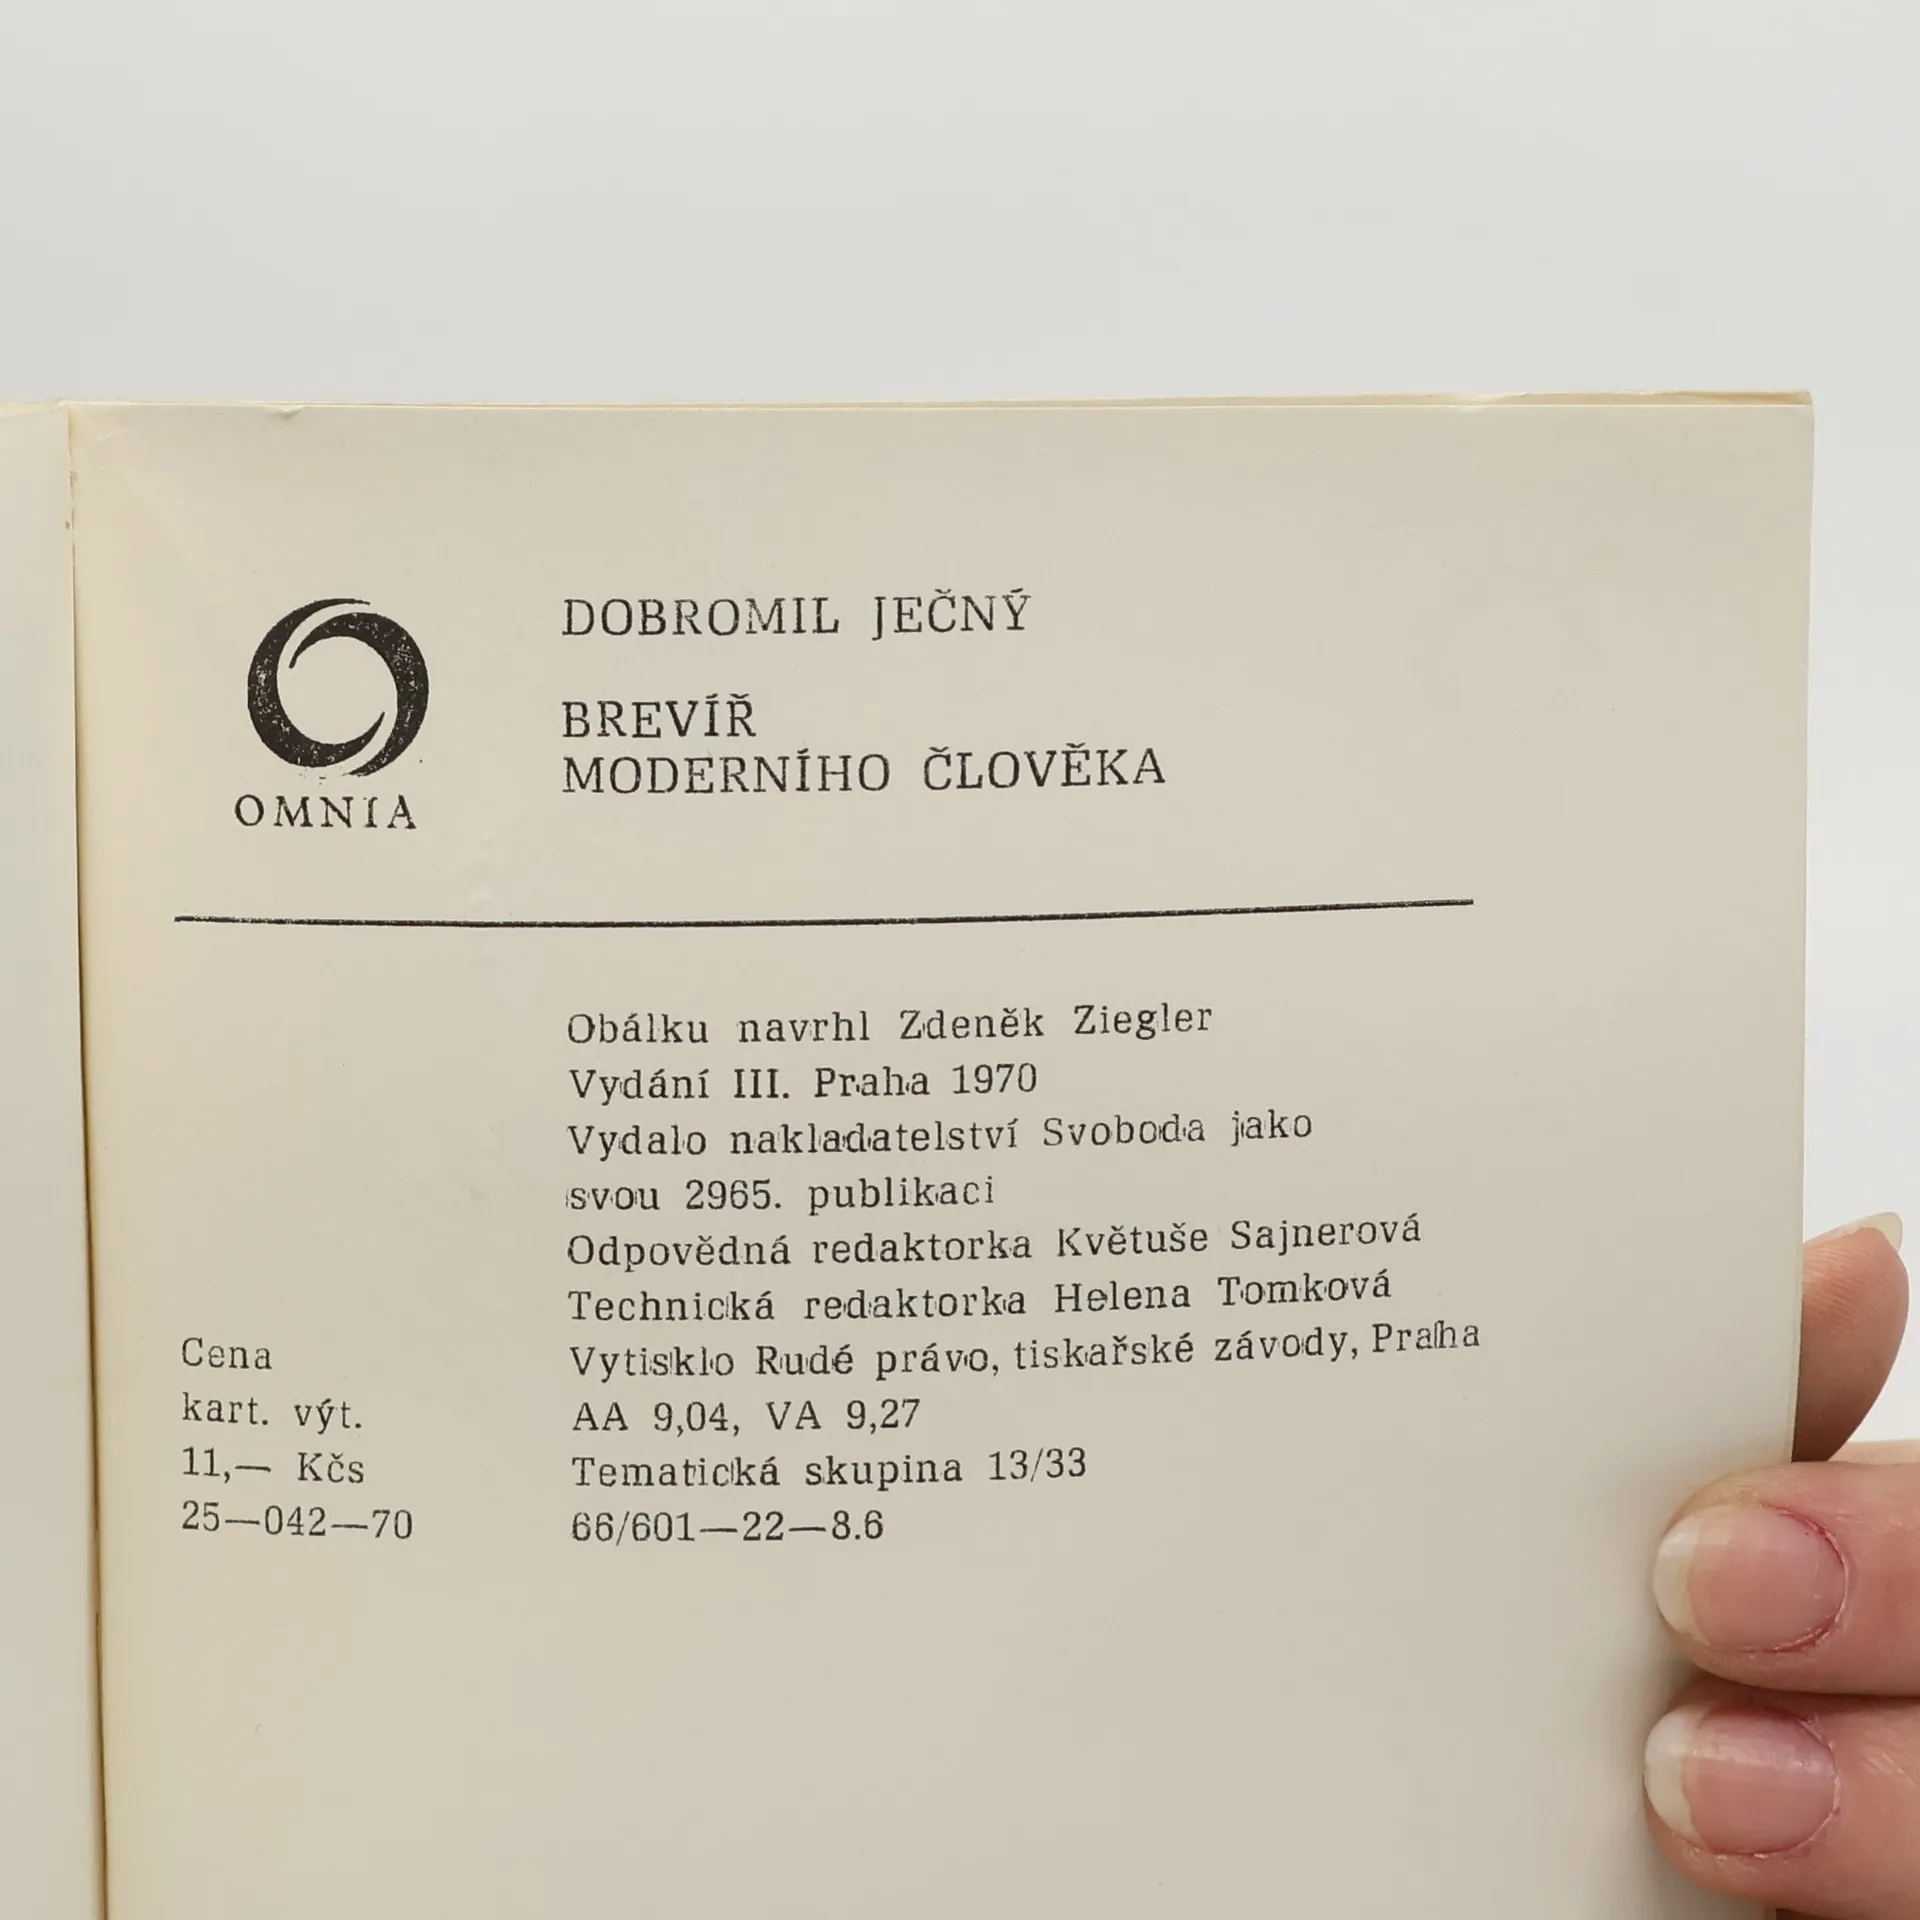 OMNIA
DOBROMIL JEČNÝ
BREVÍŘ
MODERNÍHO ČLOVĚKA
Obálku navrhl Zdeněk Ziegler
Vydání III. Praha 1970
Vydalo nakladatelství Svoboda jako
svou 2965. publikaci
Odpovědná redaktorka Květuše Sajnerová
Technická redaktorka Helena Tomková
Vytisklo Rudé právo, tiskařské závody, Praha
AA 9,04, VA 9,27
Tematická skupina 13/33
66/601—22—8.6
Cena
kart. výt.
11,— Kčs
25—042—70